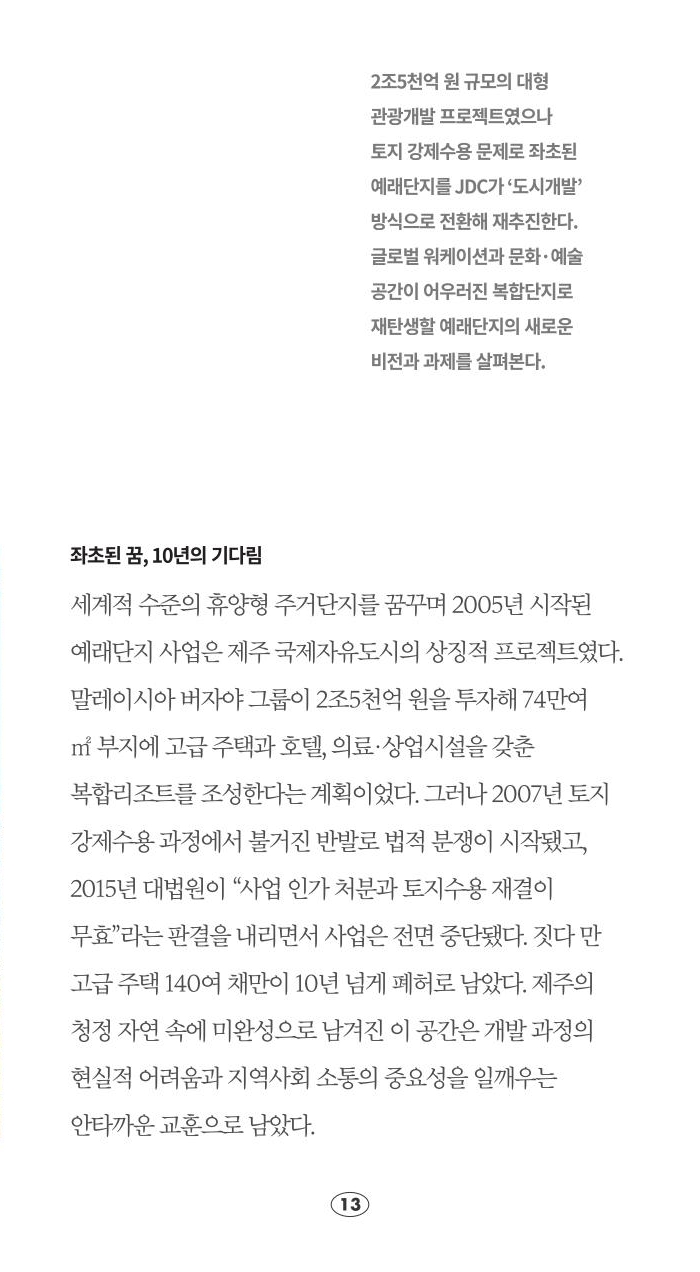 2조5천억 원 규모의 대형
관광개발 프로젝트였으나
토지 강제수용 문제로 좌초된
예래단지를 JDC가 ‘도시개발’
방식으로 전환해 재추진한다.
글로벌 워케이션과 문화·예술
공간이 어우러진 복합단지로
재탄생할 예래단지의 새로운
비전과 과제를 살펴본다.
좌초된 꿈, 10년의 기다림
세계적 수준의 휴양형 주거단지를 꿈꾸며 2005년 시작된
예래단지 사업은 제주 국제자유도시의 상징적 프로젝트였다.
말레이시아 버자야 그룹이 2조5천억 원을 투자해 74만여
㎡ 부지에 고급 주택과 호텔, 의료·상업시설을 갖춘
복합리조트를 조성한다는 계획이었다. 그러나 2007년 토지
강제수용 과정에서 불거진 반발로 법적 분쟁이 시작됐고,
2015년 대법원이 “사업 인가 처분과 토지수용 재결이
무효”라는 판결을 내리면서 사업은 전면 중단됐다. 짓다 만
고급 주택 140여 채만이 10년 넘게 폐허로 남았다. 제주의
청정 자연 속에 미완성으로 남겨진 이 공간은 개발 과정의
현실적 어려움과 지역사회 소통의 중요성을 일깨우는
안타까운 교훈으로 남았다.
13